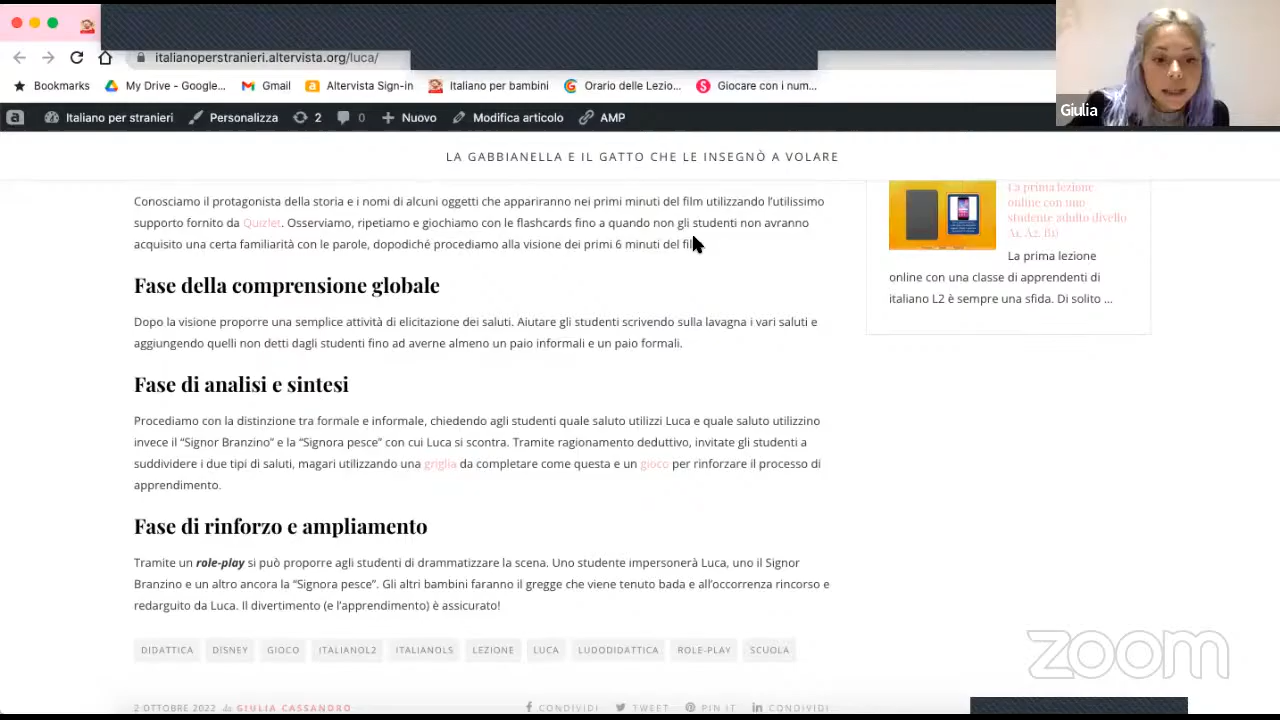 italianoperstranieri.altervista.org/luca/
Bookmarks My Drive - Google... Gmail Altervista Sign-in Italiano per bambini Orario delle Lezio... Giocare con i num...
Giulia
Italiano per stranieri Personalizza 2 0 Nuovo Modifica articolo AMP
LA GABBIANELLA E IL GATTO CHE LE INSEGNÒ A VOLARE
Conosciamo il protagonista della storia e i nomi di alcuni oggetti che appariranno nei primi minuti del film utilizzando l'utilissimo
supporto fornito da Quizlet. Osserviamo, ripetiamo e giochiamo con le flashcards fino a quando non gli studenti non avranno
acquisito una certa familiarità con le parole, dopodiché procediamo alla visione dei primi 6 minuti del
Fase della comprensione globale
Dopo la visione proporre una semplice attività di elicitazione dei saluti. Aiutare gli studenti scrivendo sulla lavagna i vari saluti e
aggiungendo quelli non detti dagli studenti fino ad averne almeno un paio informali e un paio formali.
Fase di analisi e sintesi
Procediamo con la distinzione tra formale e informale, chiedendo agli studenti quale saluto utilizzi Luca e quale saluto utilizzino
invece il “Signor Branzino” e la “Signora pesce” con cui Luca si scontra. Tramite ragionamento deduttivo, invitate gli studenti a
suddividere i due tipi di saluti, magari utilizzando una griglia da completare come questa e un gioco per rinforzare il processo di
apprendimento.
Fase di rinforzo e ampliamento
Tramite un role-play si può proporre agli studenti di drammatizzare la scena. Uno studente impersonerà Luca, uno il Signor
Branzino e un altro ancora la “Signora pesce”. Gli altri bambini faranno il gregge che viene tenuto bada e all'occorrenza rincorso e
redarguito da Luca. Il divertimento (e l'apprendimento) è assicurato!
DIDATTICA DISNEY GIOCO ITALIANOL2 ITALIANOLS LEZIONE LUCA LUDODIDATTICA ROLE-PLAY SCUOLA
2 OTTOBRE 2022 di GIULIA CASSANDRO CONDIVIDI TWEET PIN IT CONDIVIDI
La prima lezione
online con uno
studente adulto (livello
A1, A2, B1)
La prima lezione
online con una classe di apprendenti di
italiano L2 è sempre una sfida. Di solito ...
zoom